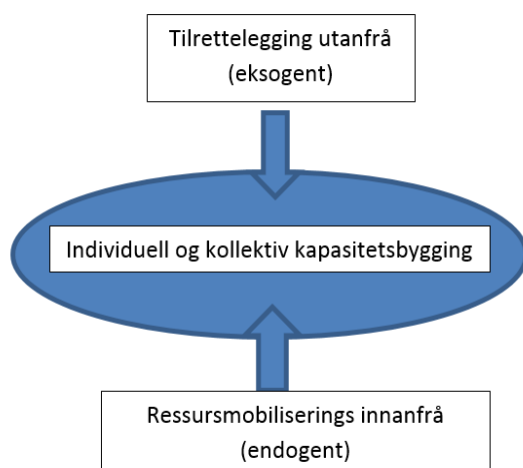 Tilrettelegging utanfrå
(eksogent)
Individuell og kollektiv kapasitetsbygging
Ressursmobiliserings innanfrå
(endogent)